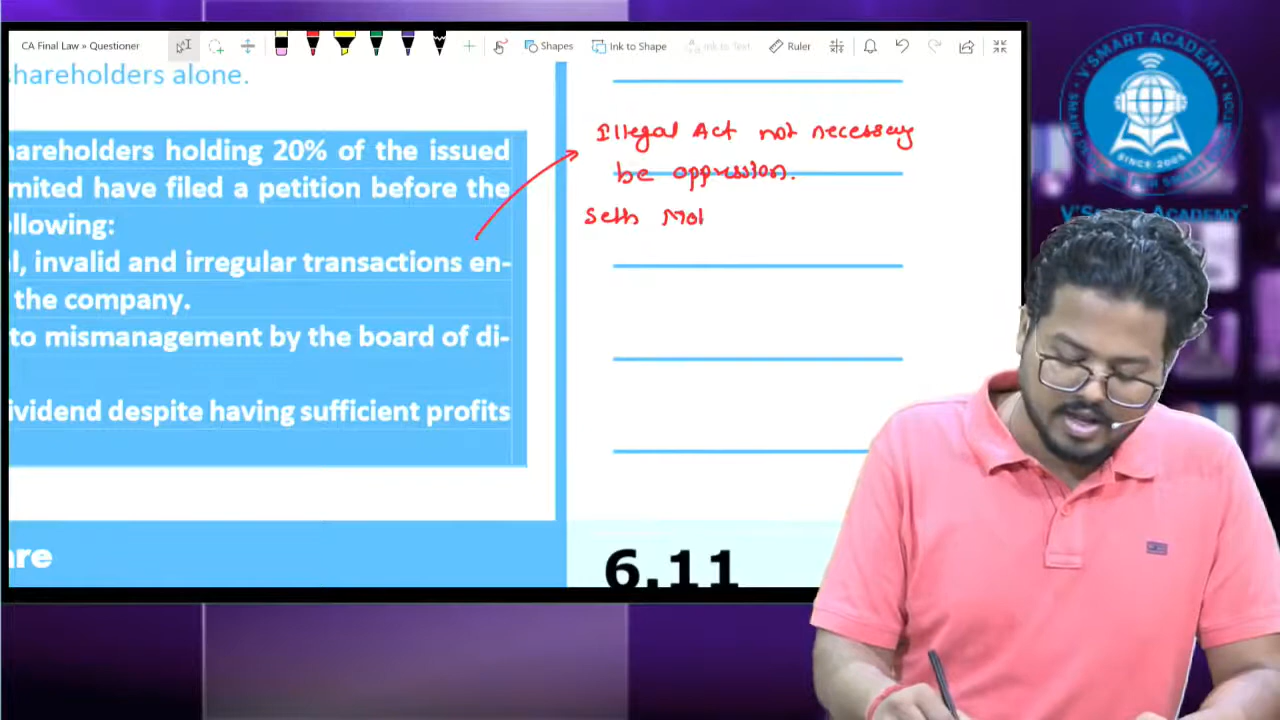 CA Final Law » Questioner
Shapes
Ink to Shape
Ink to Text
Ruler
shareholders alone.
hareholders holding 20% of the issued
mited have filed a petition before the
ollowing:
l, invalid and irregular transactions en-
the company.
to mismanagement by the board of di-
ividend despite having sufficient profits
re
Illegal Act not necessary
be oppression.
Seth Mol
6.11
V'SMART ACADEMY
SINCE 2008
V'SMART ACADEMY